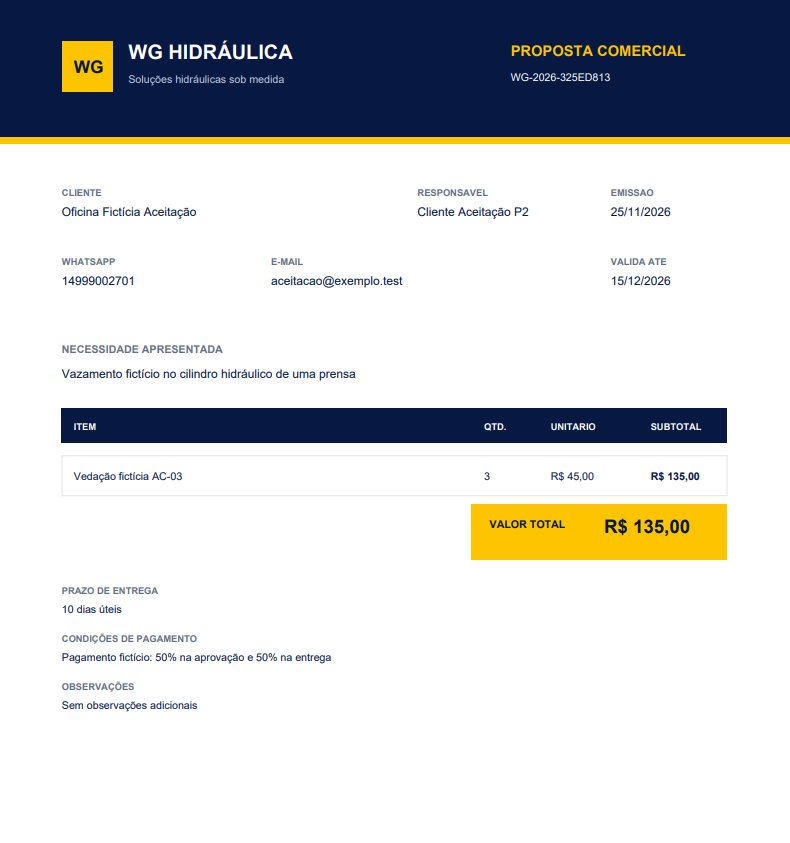 WG
WG HIDRÁULICA
Soluções hidráulicas sob medida
PROPOSTA COMERCIAL
WG-2026-325ED813
CLIENTE RESPONSAVEL EMISSAO
Oficina Fictícia Aceitação Cliente Aceitação P2 25/11/2026
WHATSAPP E-MAIL VALIDA ATE
14999002701 aceitacao@exemplo.test 15/12/2026
NECESSIDADE APRESENTADA
Vazamento fictício no cilindro hidráulico de uma prensa
ITEM QTD. UNITARIO SUBTOTAL
Vedação fictícia AC-03 3 R$ 45,00 R$ 135,00
VALOR TOTAL R$ 135,00
PRAZO DE ENTREGA
10 dias úteis
CONDIÇÕES DE PAGAMENTO
Pagamento fictício: 50% na aprovação e 50% na entrega
OBSERVAÇÕES
Sem observações adicionais